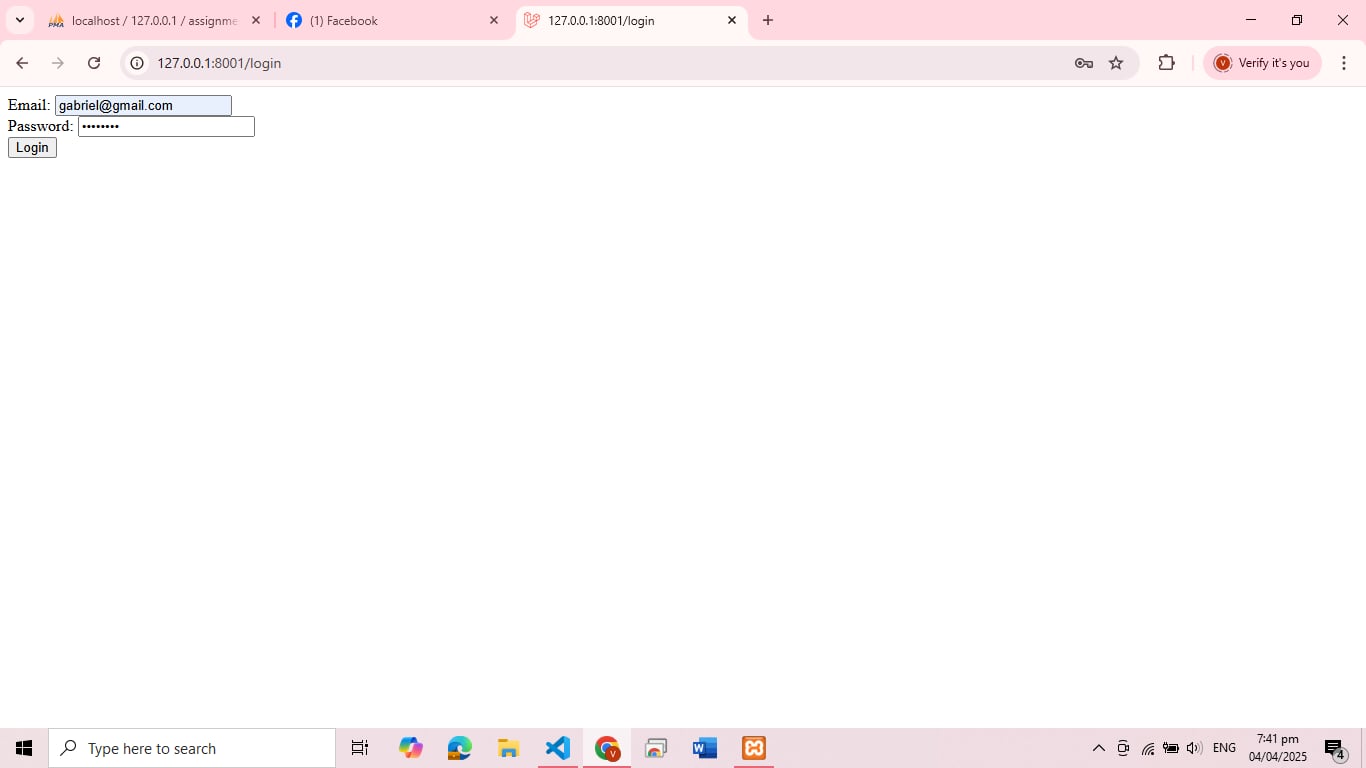 PMA localhost / 127.0.0.1 / assignme
(1) Facebook
127.0.0.1:8001/login
127.0.0.1:8001/login
V Verify it's you
Email: gabriel@gmail.com
Password: ••••••••
Login
Type here to search
V
W
ENG
7:41 pm
04/04/2025
4